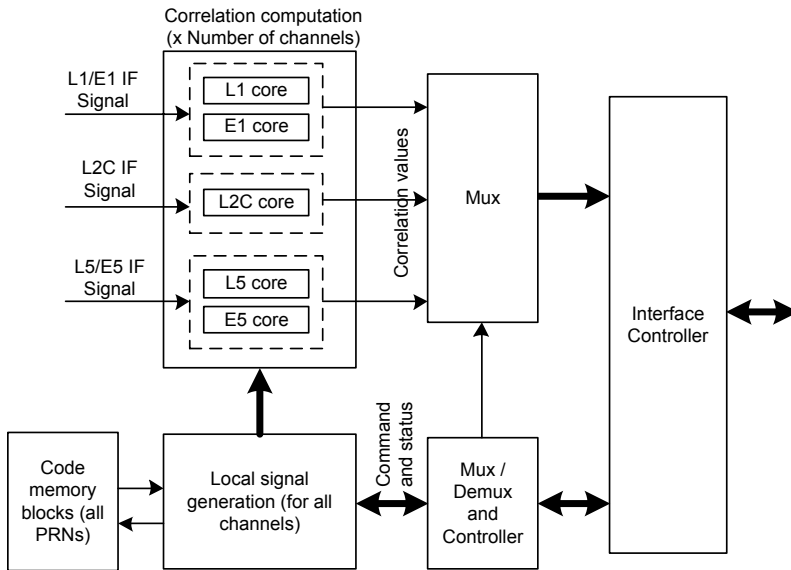 Correlation computation
(x Number of channels)
L1/E1 IF
Signal
L1 core
E1 core
L2C IF
Signal
L2C core
L5/E5 IF
Signal
L5 core
E5 core
Correlation values
Mux
Interface
Controller
Code
memory
blocks (all
PRNs)
Local signal
generation (for all
channels)
Command
and status
Mux /
Demux
and
Controller